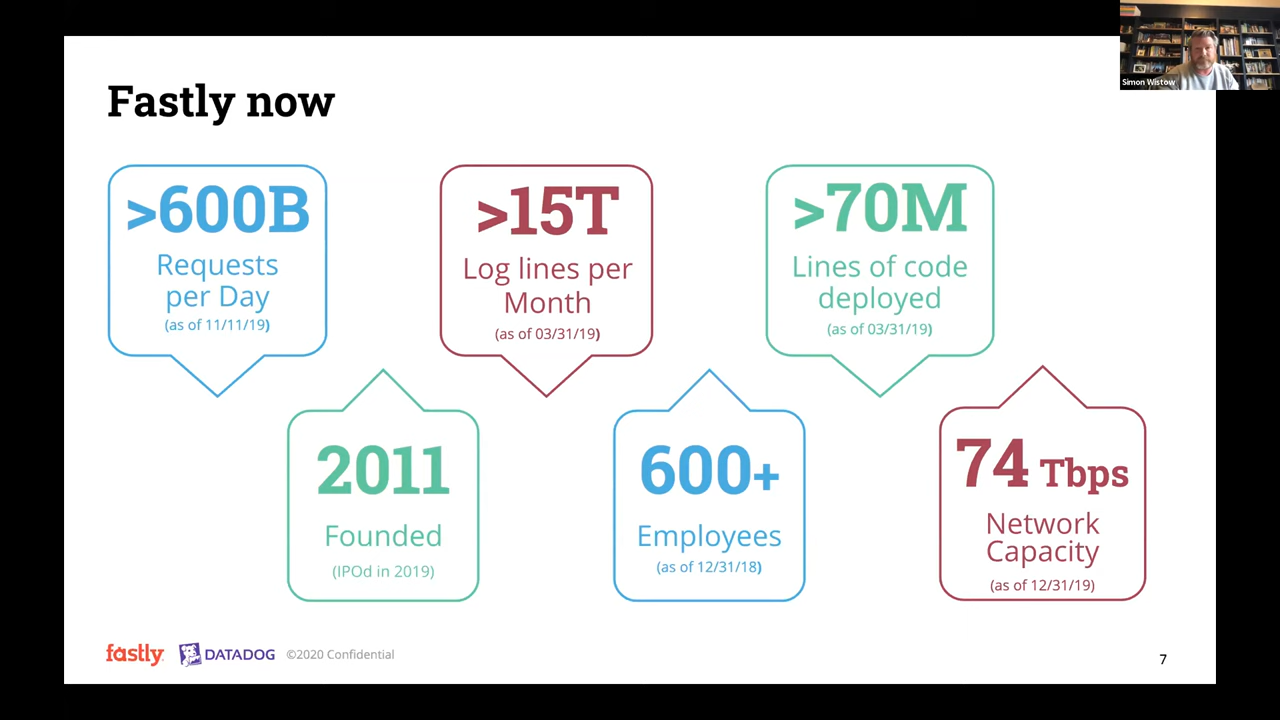 Simon Wistow
Fastly now
>600B
Requests
per Day
(as of 11/11/19)
>15T
Log lines per
Month
(as of 03/31/19)
>70M
Lines of code
deployed
(as of 03/31/19)
2011
Founded
(IPOd in 2019)
600+
Employees
(as of 12/31/18)
74 Tbps
Network
Capacity
(as of 12/31/19)
fastly DATADOG ©2020 Confidential
7